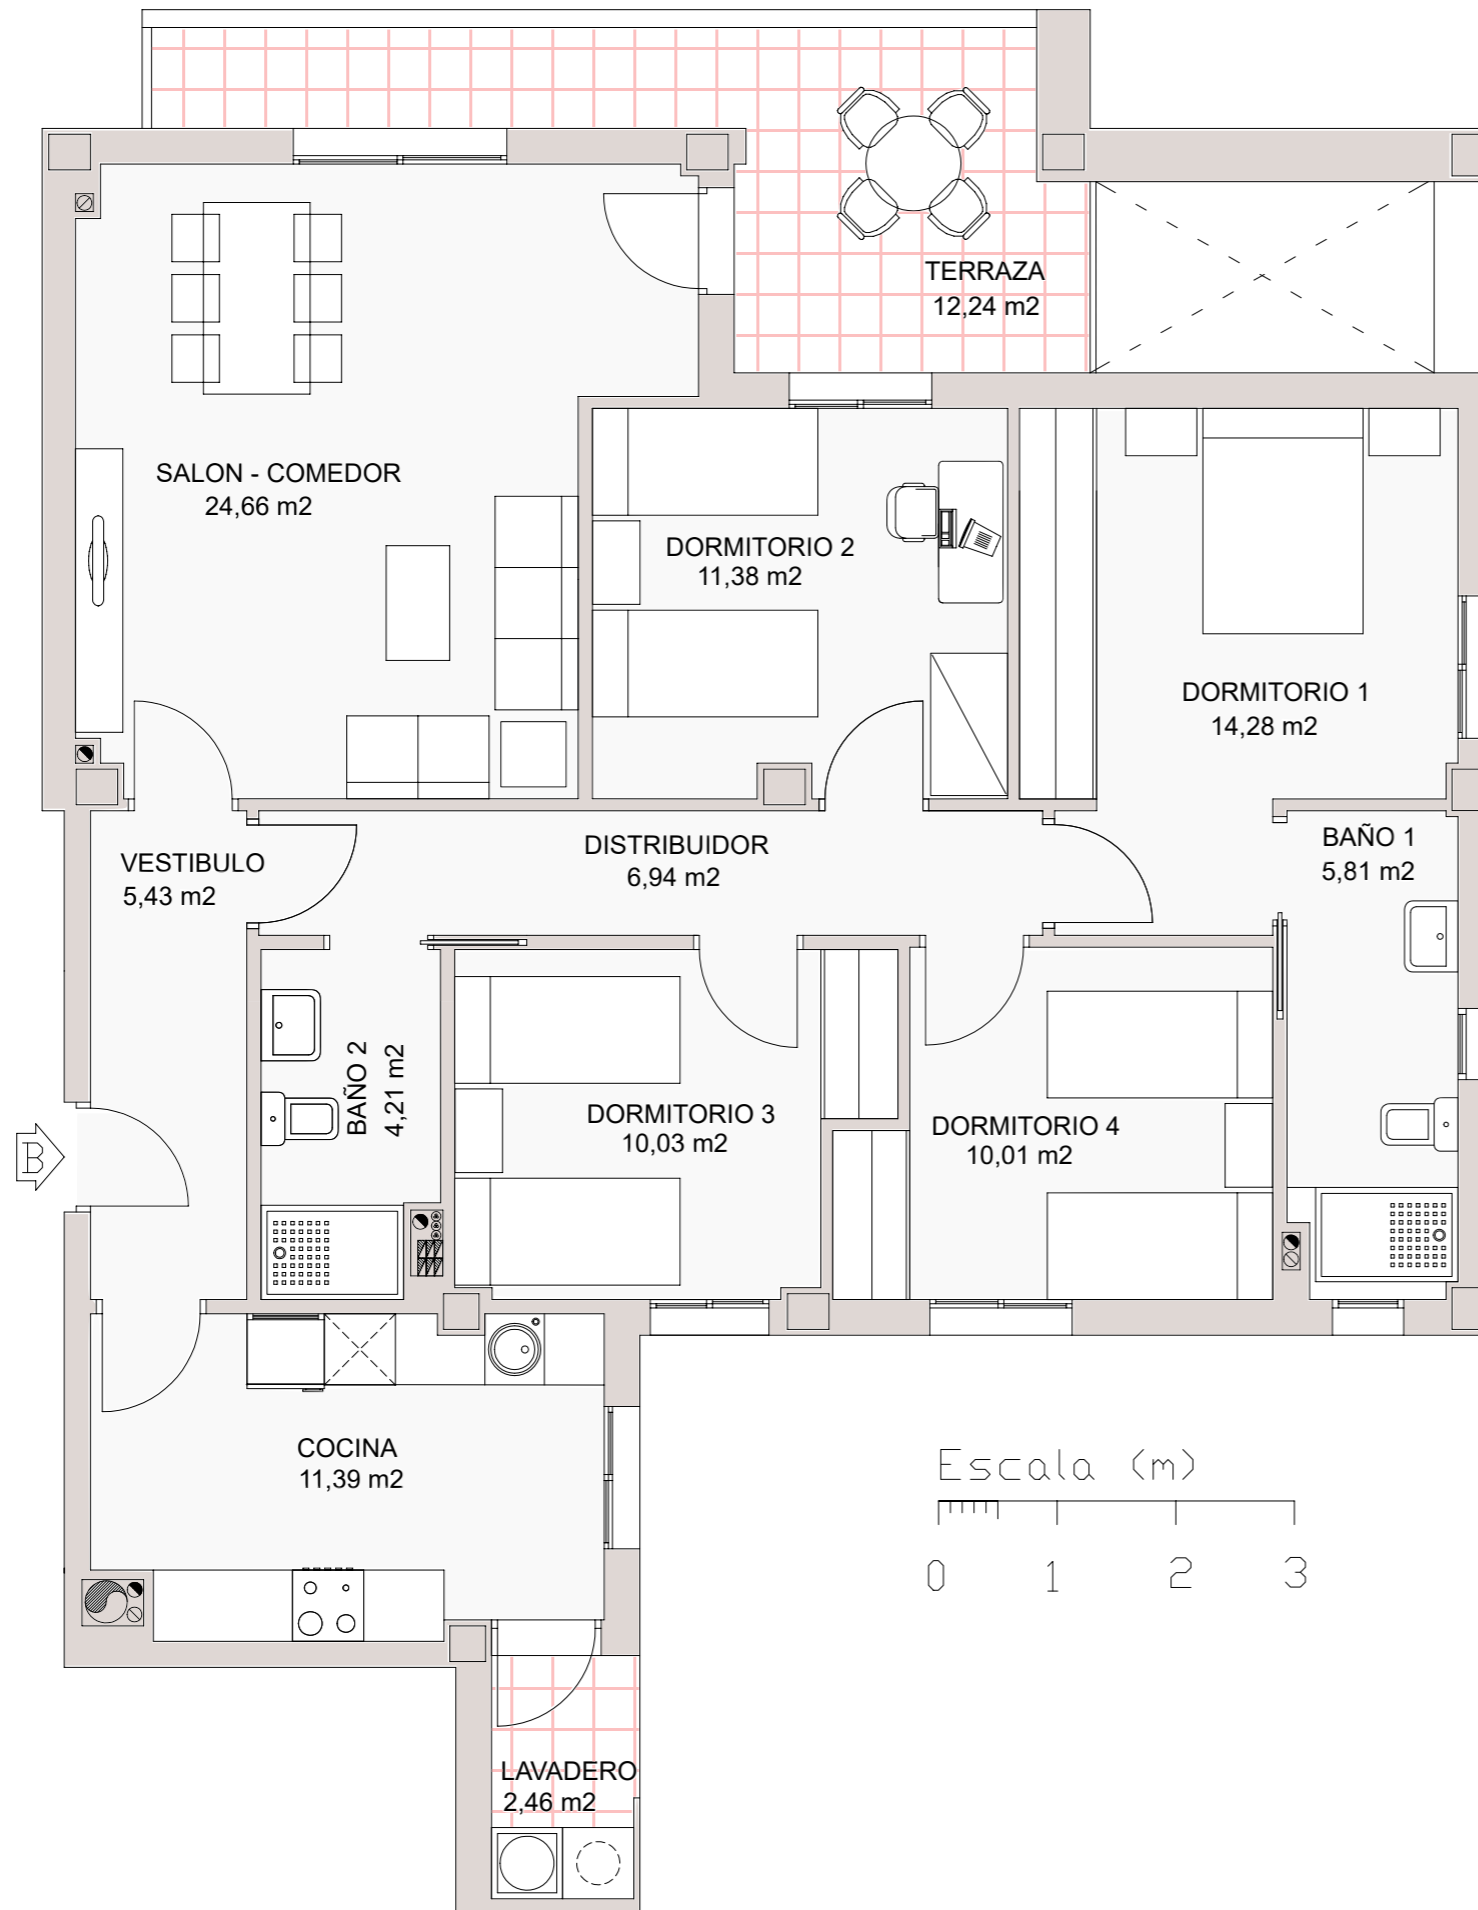 TERRAZA
12,24 m2
SALON - COMEDOR
24,66 m2
DORMITORIO 2
11,38 m2
DORMITORIO 1
14,28 m2
VESTIBULO
5,43 m2
DISTRIBUIDOR
6,94 m2
BAÑO 1
5,81 m2
BAÑO 2
4,21 m2
DORMITORIO 3
10,03 m2
DORMITORIO 4
10,01 m2
B
COCINA
11,39 m2
Escala (m)
0 1 2 3
LAVADERO
2,46 m2